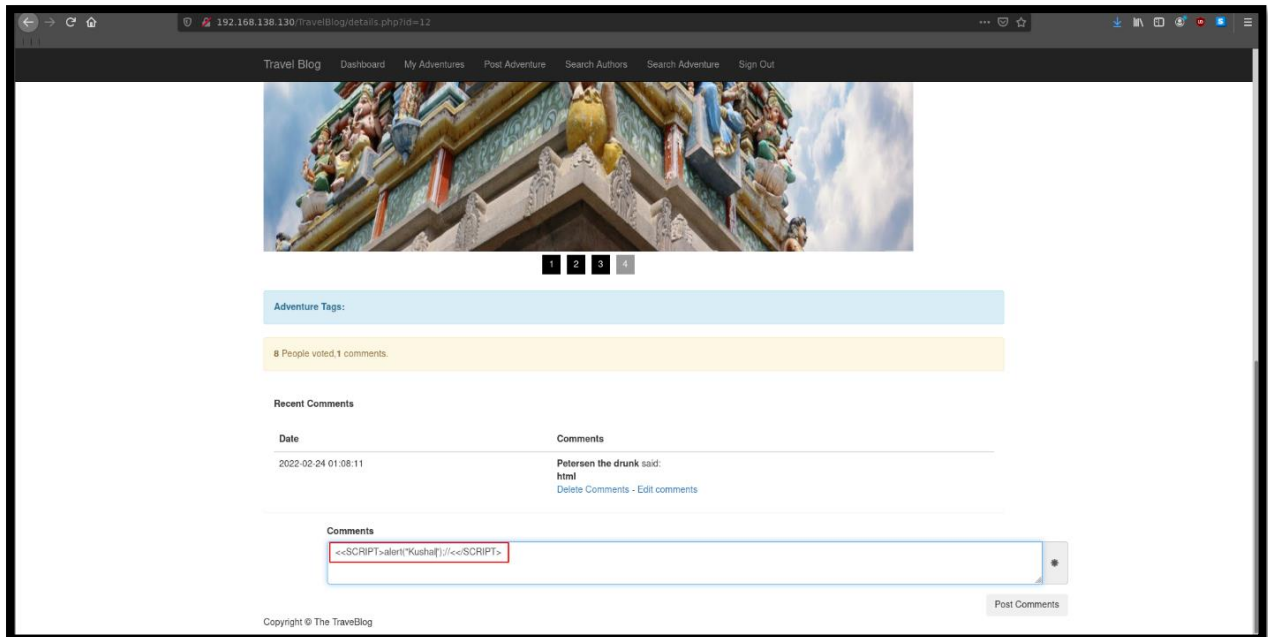 192.168.138.130/TravelBlog/details.php?id=12
Travel Blog Dashboard My Adventures Post Adventure Search Authors Search Adventure Sign Out
1 2 3 4
Adventure Tags:
8 People voted,1 comments.
Recent Comments
Date Comments
2022-02-24 01:08:11 Petersen the drunk said:
html
Delete Comments - Edit comments
Comments
<<SCRIPT>alert("Kushal");//<</SCRIPT>
Post Comments
Copyright © The TraveBlog